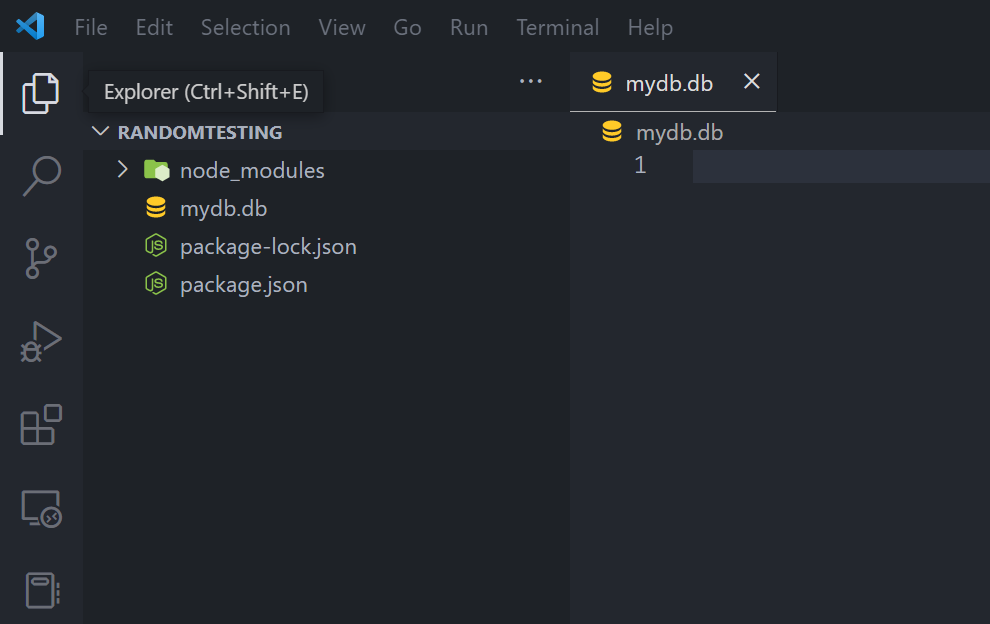 File Edit Selection View Go Run Terminal Help
Explorer (Ctrl+Shift+E)
···
mydb.db
RANDOMTESTING
mydb.db
1
node_modules
mydb.db
package-lock.json
package.json